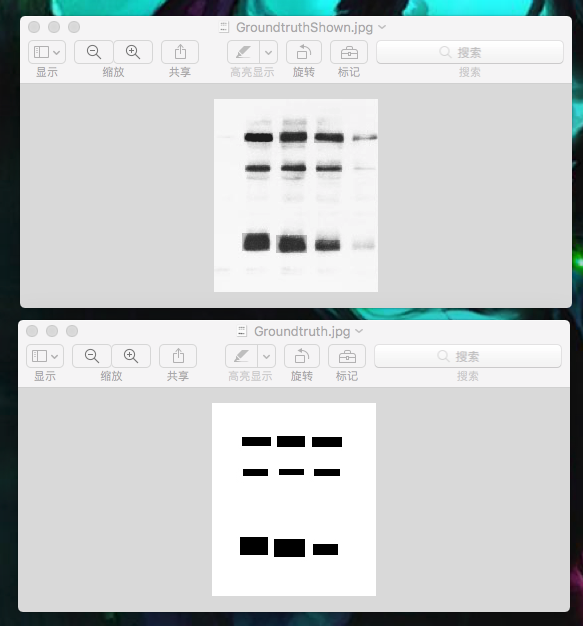 GroundtruthShown.jpg
搜索
显示 缩放 共享 高亮显示 旋转 标记 搜索
Groundtruth.jpg
搜索
显示 缩放 共享 高亮显示 旋转 标记 搜索